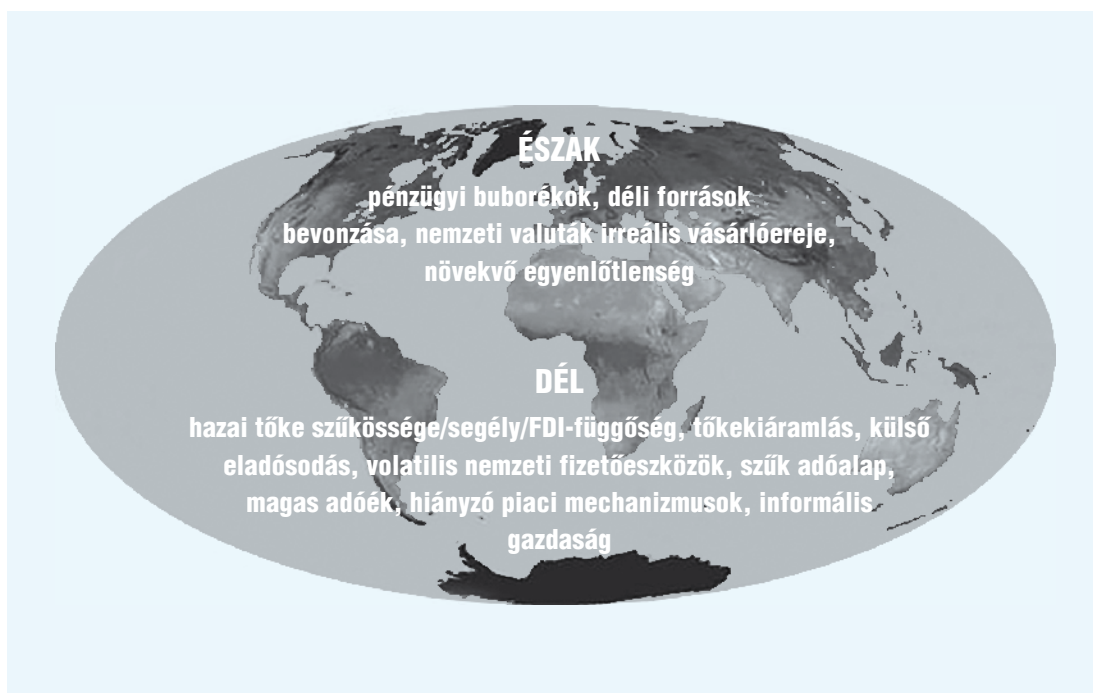 ÉSZAK
pénzügyi buborékok, déli források
bevonzása, nemzeti valuták irreális vásárlóereje,
növekvő egyenlőtlenség
DÉL
hazai tőke szűkössége/segély/FDI-függőség, tőkekiáramlás, külső
eladósodás, volatilis nemzeti fizetőeszközök, szűk adóalap,
magas adóék, hiányzó piaci mechanizmusok, informális
gazdaság